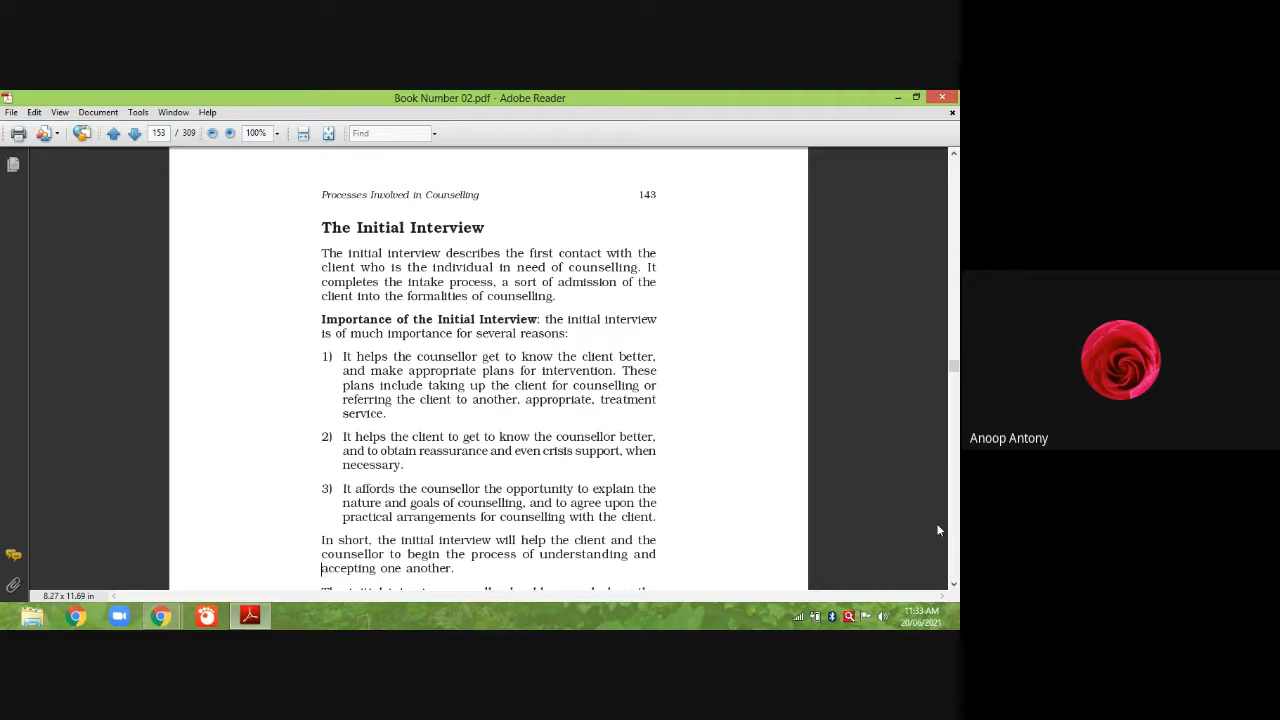 Book Number 02.pdf - Adobe Reader
File Edit View Document Tools Window Help
153 / 309 100% Find
Processes Involved in Counselling 143
The Initial Interview
The initial interview describes the first contact with the
client who is the individual in need of counselling. It
completes the intake process, a sort of admission of the
client into the formalities of counselling.
Importance of the Initial Interview: the initial interview
is of much importance for several reasons:
1) It helps the counsellor get to know the client better,
and make appropriate plans for intervention. These
plans include taking up the client for counselling or
referring the client to another, appropriate, treatment
service.
2) It helps the client to get to know the counsellor better,
and to obtain reassurance and even crisis support, when
necessary.
3) It affords the counsellor the opportunity to explain the
nature and goals of counselling, and to agree upon the
practical arrangements for counselling with the client.
In short, the initial interview will help the client and the
counsellor to begin the process of understanding and
accepting one another.
8.27 x 11.69 in
11:33 AM
20/06/2021
Anoop Antony